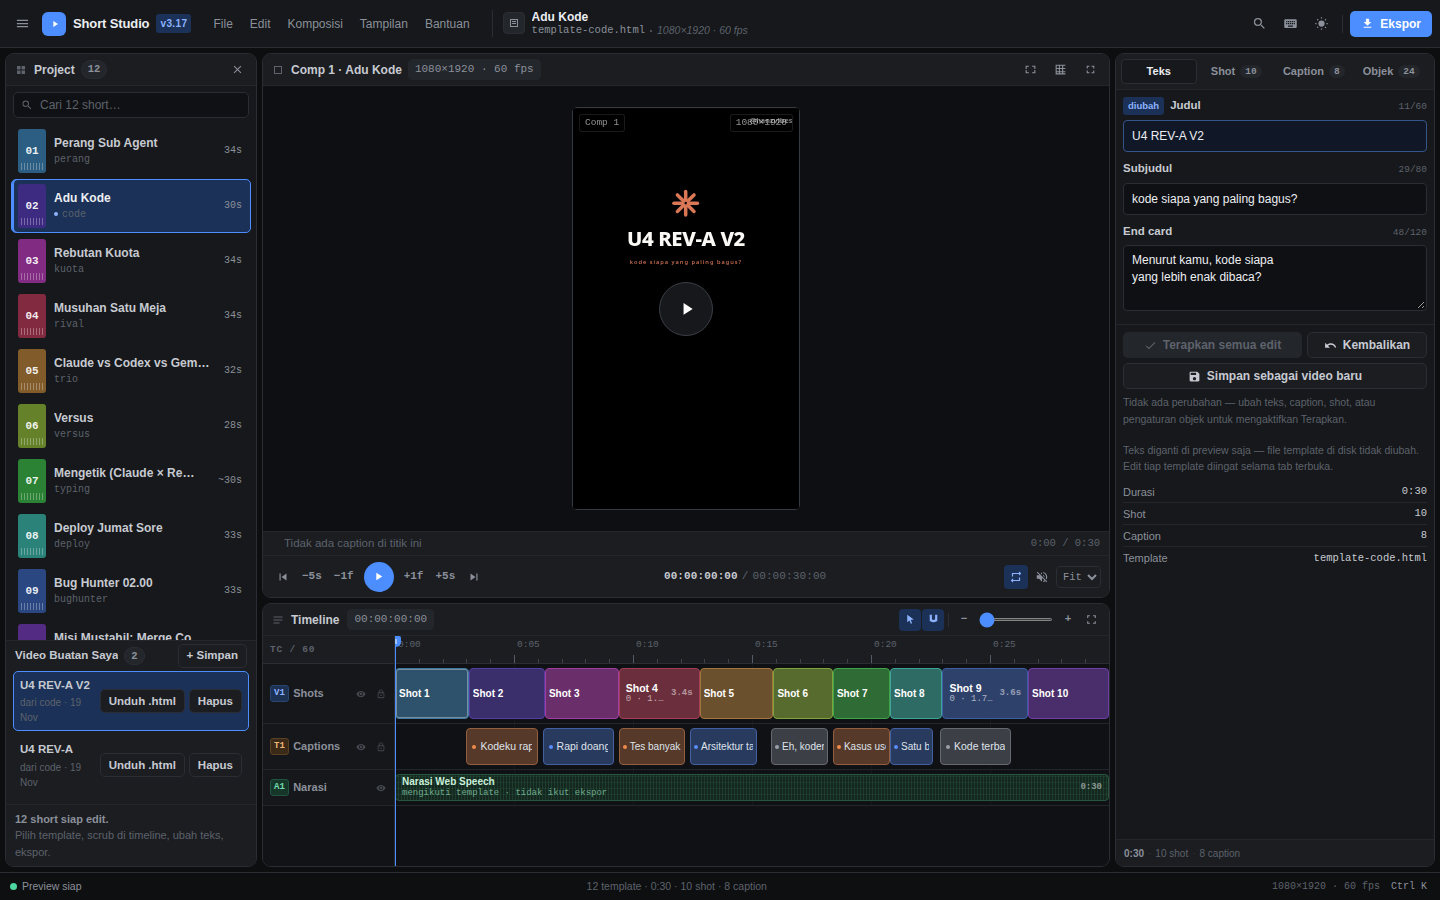 Short Studio v3.17 File Edit Komposisi Tampilan Bantuan
Adu Kode
template-code.html · 1080×1920 · 60 fps
Ekspor
Project 12
Cari 12 short…
01 Perang Sub Agent 34s
perang
02 Adu Kode 30s
code
03 Rebutan Kuota 34s
kuota
04 Musuhan Satu Meja 34s
rival
05 Claude vs Codex vs Gem… 32s
trio
06 Versus 28s
versus
07 Mengetik (Claude × Re… ~30s
typing
08 Deploy Jumat Sore 33s
deploy
09 Bug Hunter 02.00 33s
bughunter
Misi Mustahil: Merge Co
Video Buatan Saya 2 + Simpan
U4 REV-A V2
dari code · 19 Nov
Unduh .html Hapus
U4 REV-A
dari code · 19 Nov
Unduh .html Hapus
12 short siap edit.
Pilih template, scrub di timeline, ubah teks,
ekspor.
Comp 1 · Adu Kode 1080×1920 · 60 fps
Comp 1
1080×1920
U4 REV-A V2
kode siapa yang paling bagus?
Tidak ada caption di titik ini 0:00 / 0:30
−5s −1f +1f +5s
00:00:00:00 / 00:00:30:00
Fit
Timeline 00:00:00:00
− +
TC / 60
0:00 0:05 0:10 0:15 0:20 0:25
V1 Shots
Shot 1
Shot 2
Shot 3
Shot 4 3.4s
0 · 1.…
Shot 5
Shot 6
Shot 7
Shot 8
Shot 9 3.6s
0 · 1.7…
Shot 10
T1 Captions
Kodeku rap
Rapi doang
Tes banyak
Arsitektur ta
Eh, koder
Kasus us
Satu b
Kode terba
A1 Narasi
Narasi Web Speech
mengikuti template · tidak ikut ekspor
0:30
Teks Shot 10 Caption 8 Objek 24
diubah Judul 11/60
U4 REV-A V2
Subjudul 29/80
kode siapa yang paling bagus?
End card 48/120
Menurut kamu, kode siapa
yang lebih enak dibaca?
Terapkan semua edit
Kembalikan
Simpan sebagai video baru
Tidak ada perubahan — ubah teks, caption, shot, atau
pengaturan objek untuk mengaktifkan Terapkan.
Teks diganti di preview saja — file template di disk tidak diubah.
Edit tiap template diingat selama tab terbuka.
Durasi 0:30
Shot 10
Caption 8
Template template-code.html
0:30 · 10 shot · 8 caption
Preview siap
12 template · 0:30 · 10 shot · 8 caption
1080×1920 · 60 fps Ctrl K